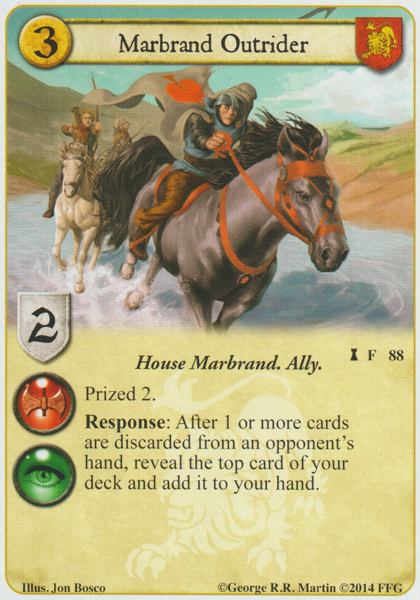 3
Marbrand Outrider
2
House Marbrand. Ally.
F 88
Prized 2.
Response: After 1 or more cards
are discarded from an opponent's
hand, reveal the top card of your
deck and add it to your hand.
Illus. Jon Bosco
©George R.R. Martin ©2014 FFG